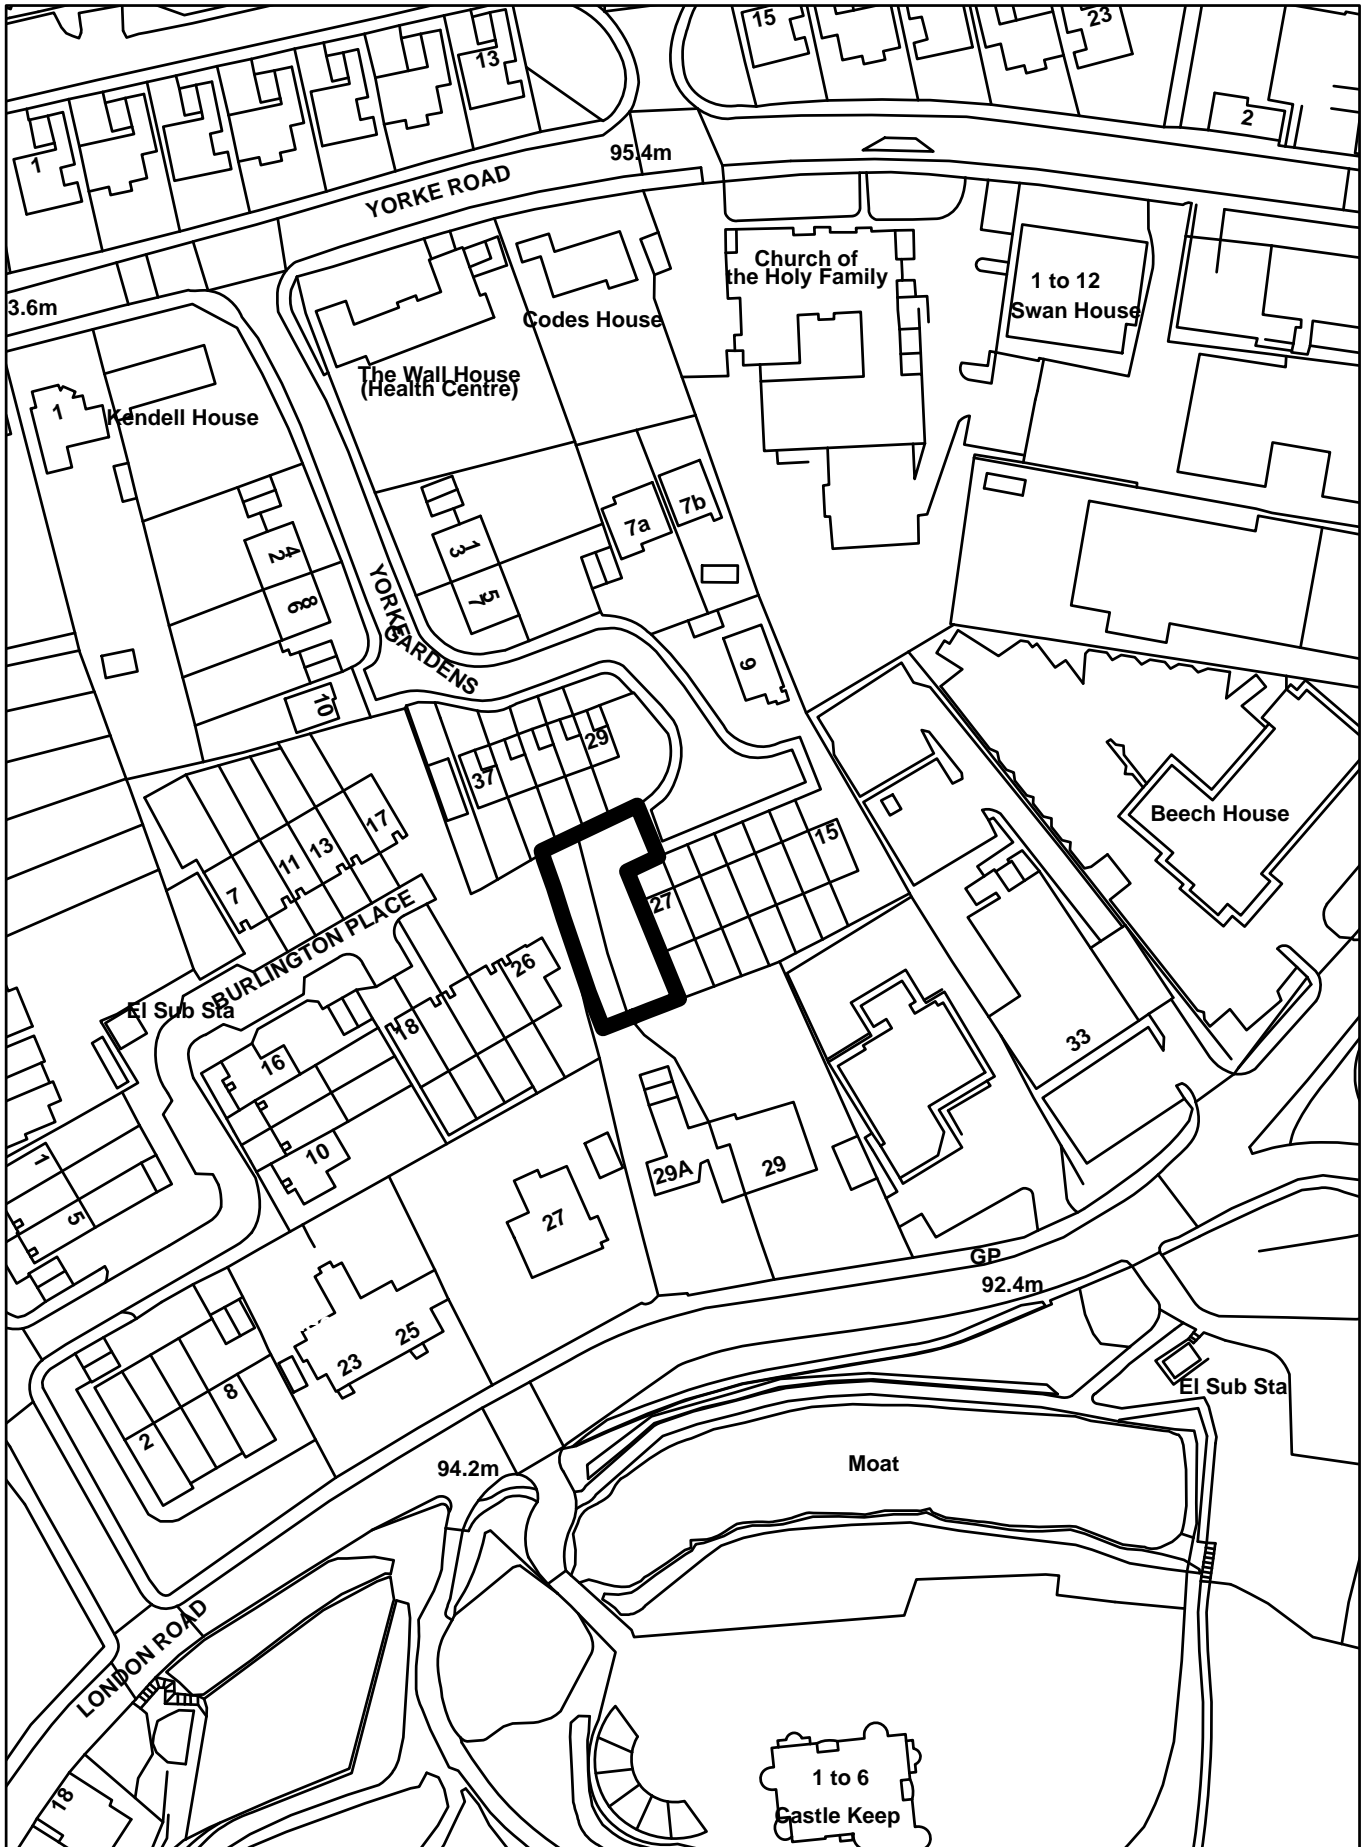 15
23
13
2
1
95.4m
YORKE ROAD
Church of
the Holy Family
1 to 12
Swan House
3.6m
Codes House
The Wall House
(Health Centre)
1
Kendell House
7b
7a
4
2
1
3
8
6
5
7
YORKE
GARDENS
9
10
37
29
Beech House
17
13
11
7
15
27
BURLINGTON PLACE
26
El Sub Sta
18
16
33
10
1
5
29A
29
27
GP
92.4m
25
23
8
2
El Sub Sta
Moat
94.2m
LONDON ROAD
18
1 to 6
Castle Keep